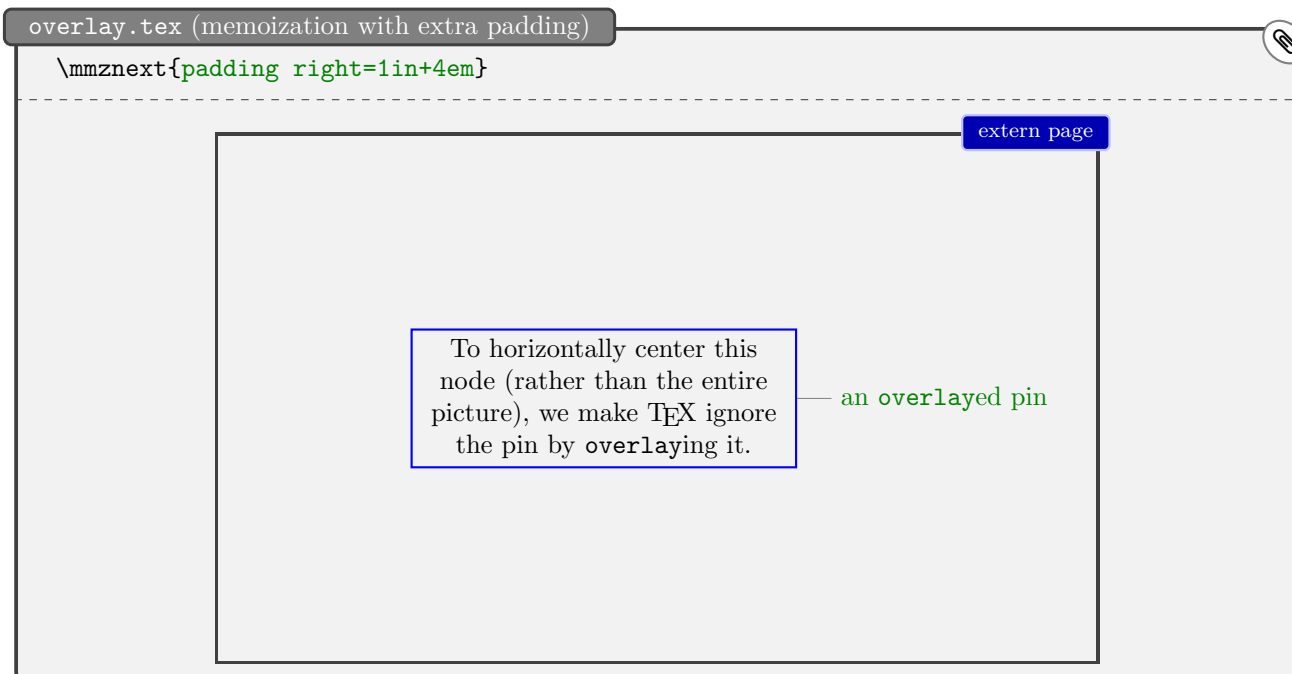 overlay.tex (memoization with extra padding)
\mmznext{padding right=1in+4em}
extern page
To horizontally center this
node (rather than the entire
picture), we make TEX ignore
the pin by overlaying it.
an overlayed pin